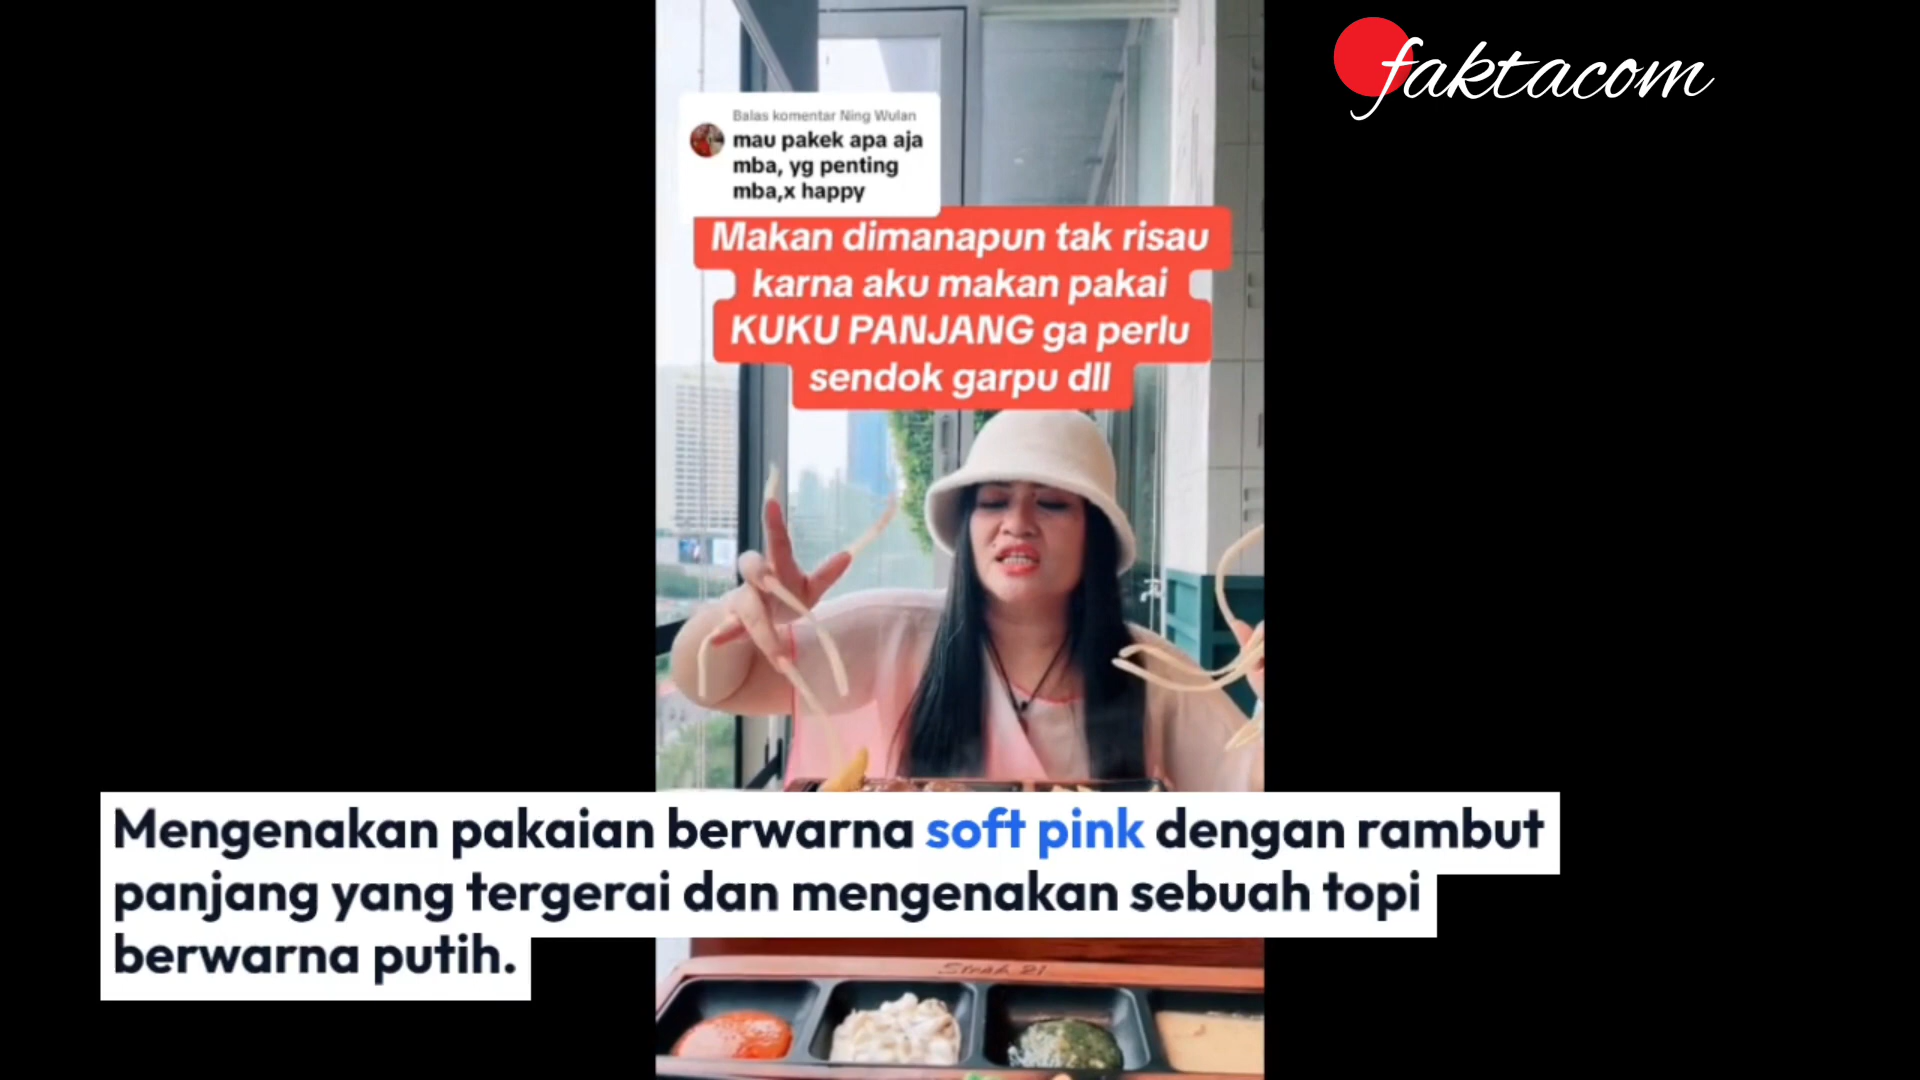 faktacom
Balas komentar Ning Wulan
mau pakek apa aja
mba, yg penting
mba,x happy
Makan dimanapun tak risau
karna aku makan pakai
KUKU PANJANG ga perlu
sendok garpu dll
Mengenakan pakaian berwarna soft pink dengan rambut
panjang yang tergerai dan mengenakan sebuah topi
berwarna putih.
Steak 21